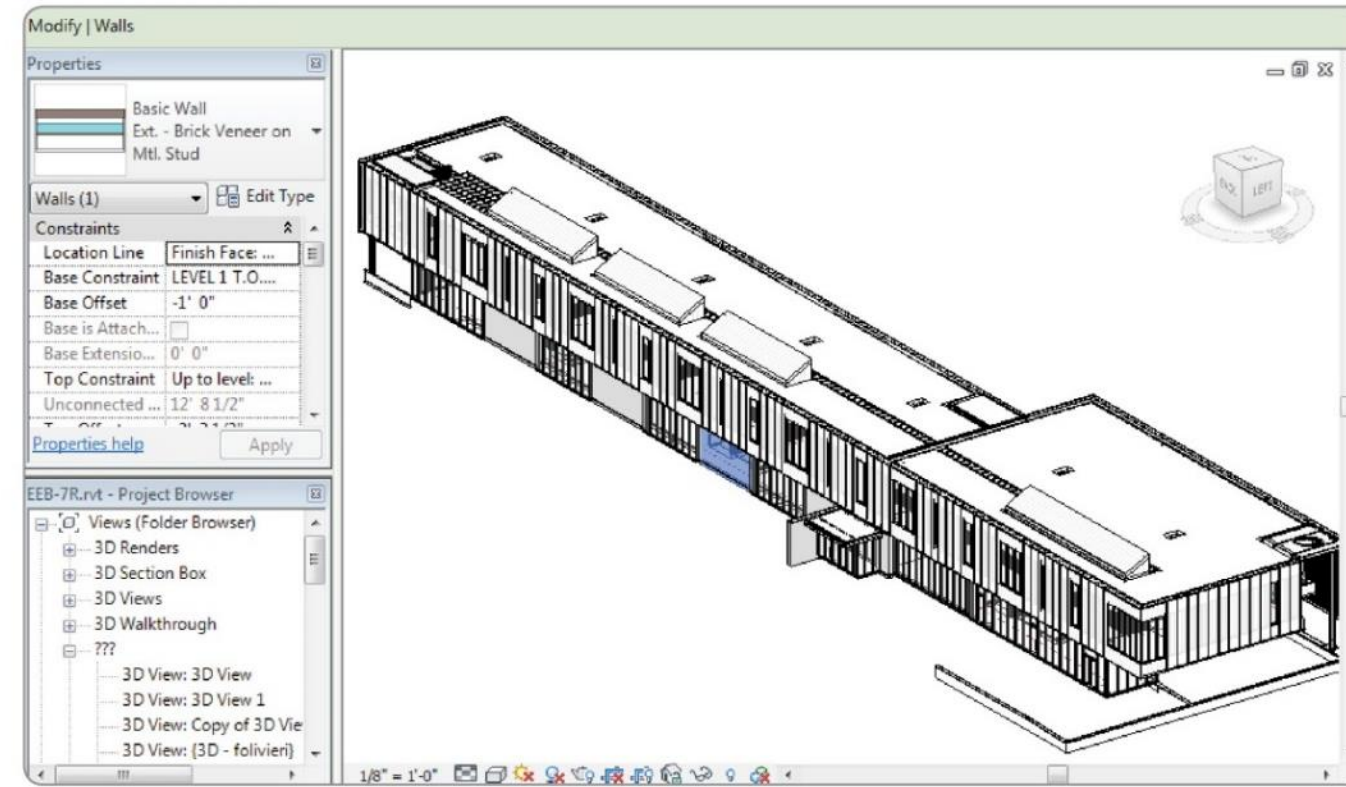 Modify | Walls
Properties
Basic Wall
Ext. - Brick Veneer on
Mtl. Stud
Walls (1)
Edit Type
Constraints
Location Line Finish Face: ...
Base Constraint LEVEL 1 T.O....
Base Offset -1' 0"
Base is Attach...
Base Extensio... 0' 0"
Top Constraint Up to level: ...
Unconnected ... 12' 8 1/2"
Properties help
Apply
EEB-7R.rvt - Project Browser
Views (Folder Browser)
3D Renders
3D Section Box
3D Views
3D Walkthrough
???
3D View: 3D View
3D View: 3D View 1
3D View: Copy of 3D Vie
3D View: {3D - folivieri}
LEFT
1/8" = 1'-0"